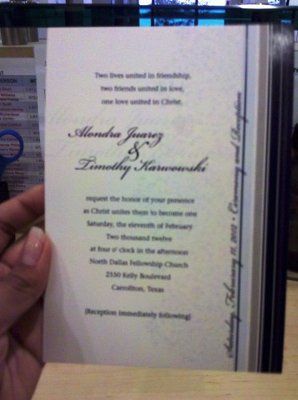 Two lives united in friendship,
two friends united in love,
one love united in Christ.
Alondra Juarez
&
Timothy Karwowski
request the honor of your presence
as Christ unites them to become one
Saturday, the eleventh of February
Two thousand twelve
at four o' clock in the afternoon
North Dallas Fellowship Church
2330 Kelly Boulevard
Carrollton, Texas
(Reception immediately following)
Saturday, February 11, 2012 • Ceremony and Reception